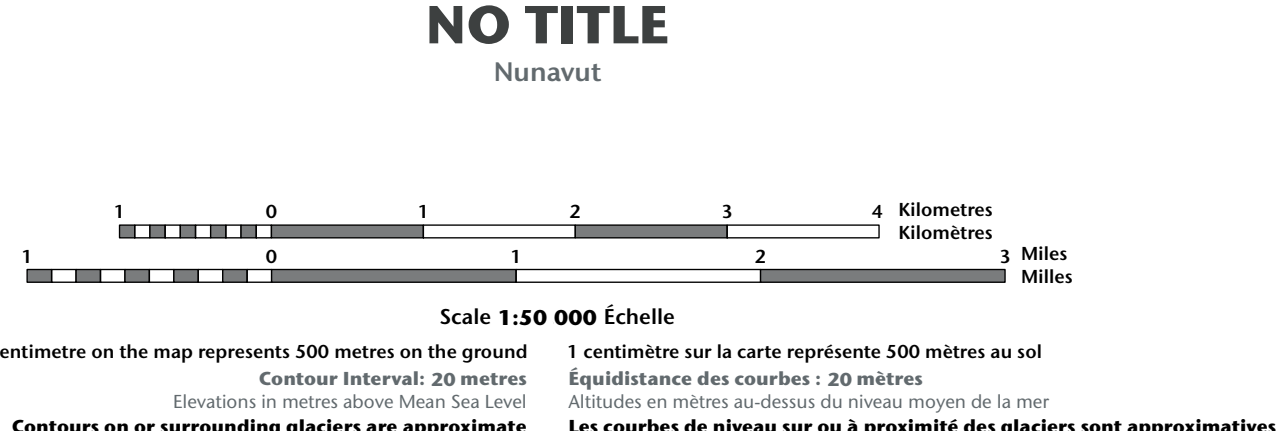 NO TITLE
Nunavut
1 0 1 2 3 4 Kilometres
Kilomètres
1 0 1 2 3 Miles
Milles
Scale 1:50 000 Échelle
entimetre on the map represents 500 metres on the ground
Contour Interval: 20 metres
Elevations in metres above Mean Sea Level
Contours on or surrounding glaciers are approximate
1 centimètre sur la carte représente 500 mètres au sol
Équidistance des courbes : 20 mètres
Altitudes en mètres au-dessus du niveau moyen de la mer
Les courbes de niveau sur ou à proximité des glaciers sont approximatives